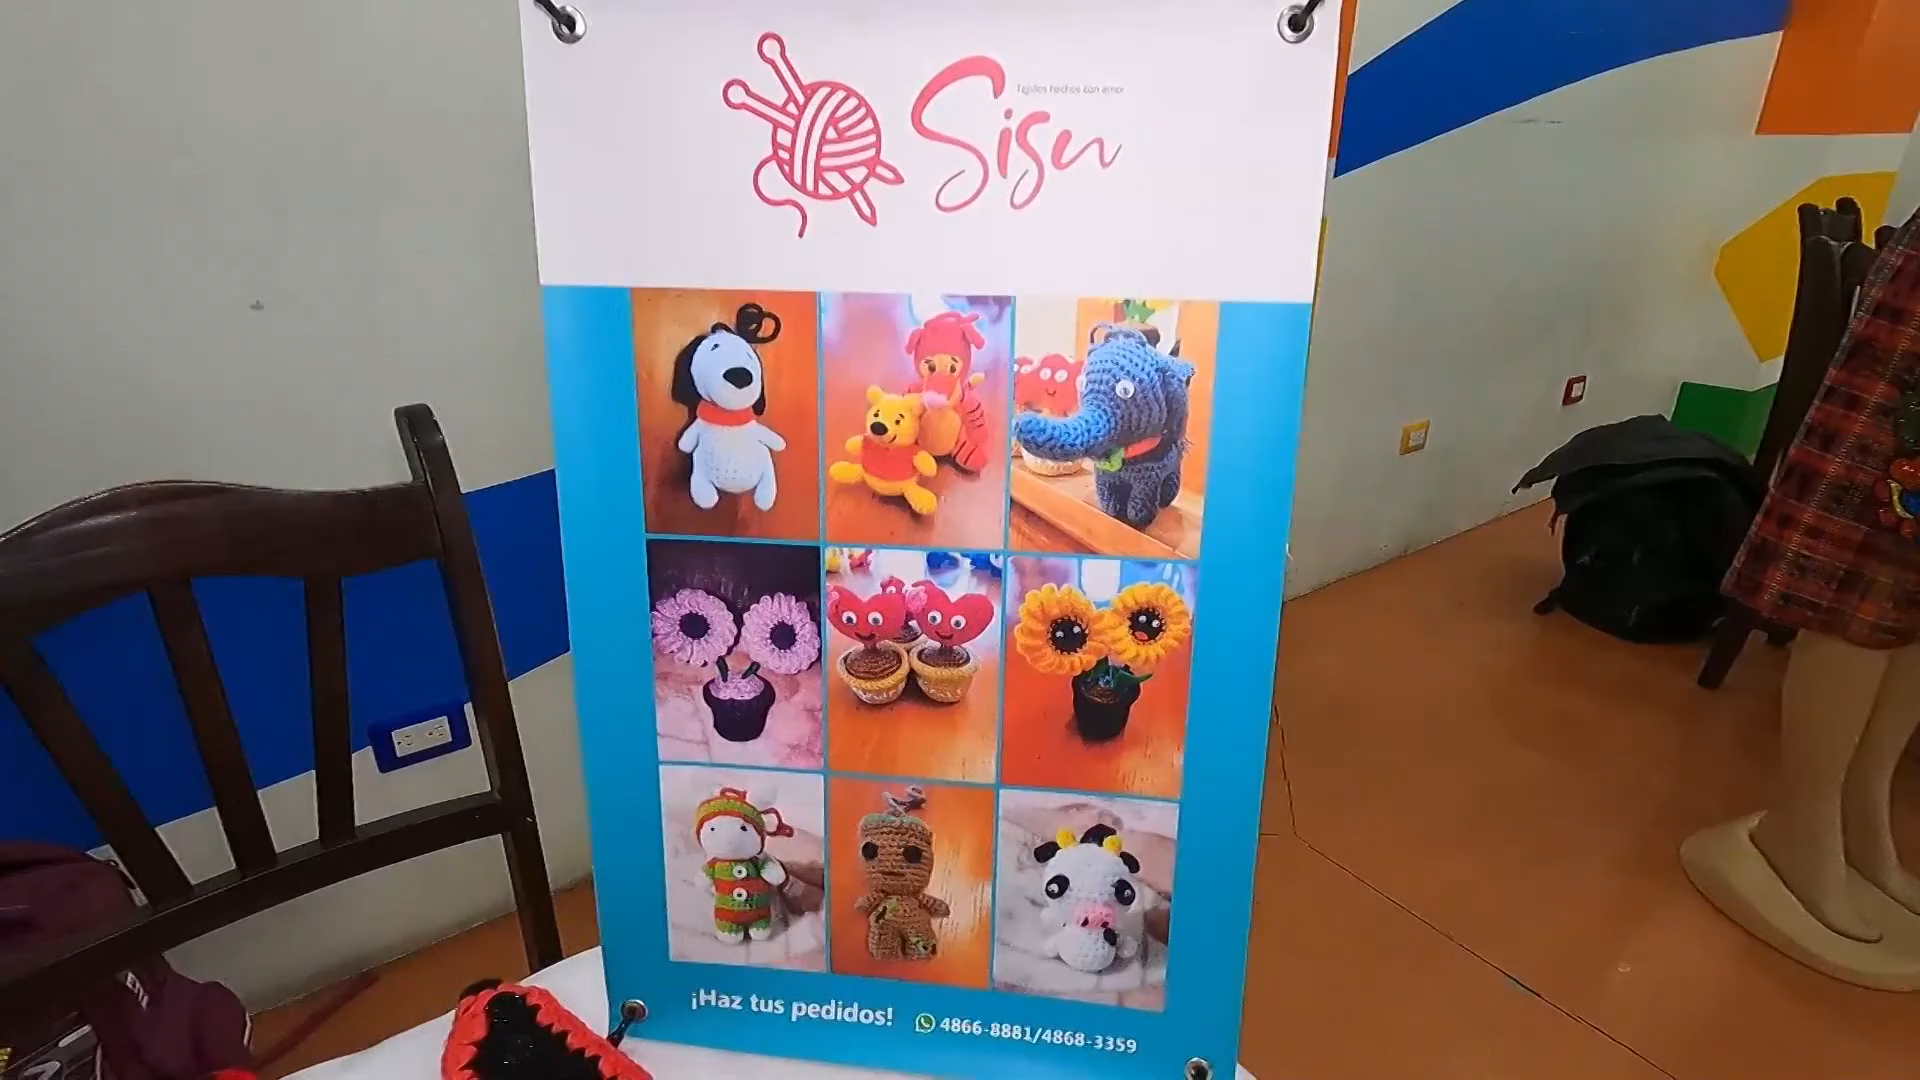 Tejidos hechos con amor
Sisu
¡Haz tus pedidos!
4866-8881/4868-3359